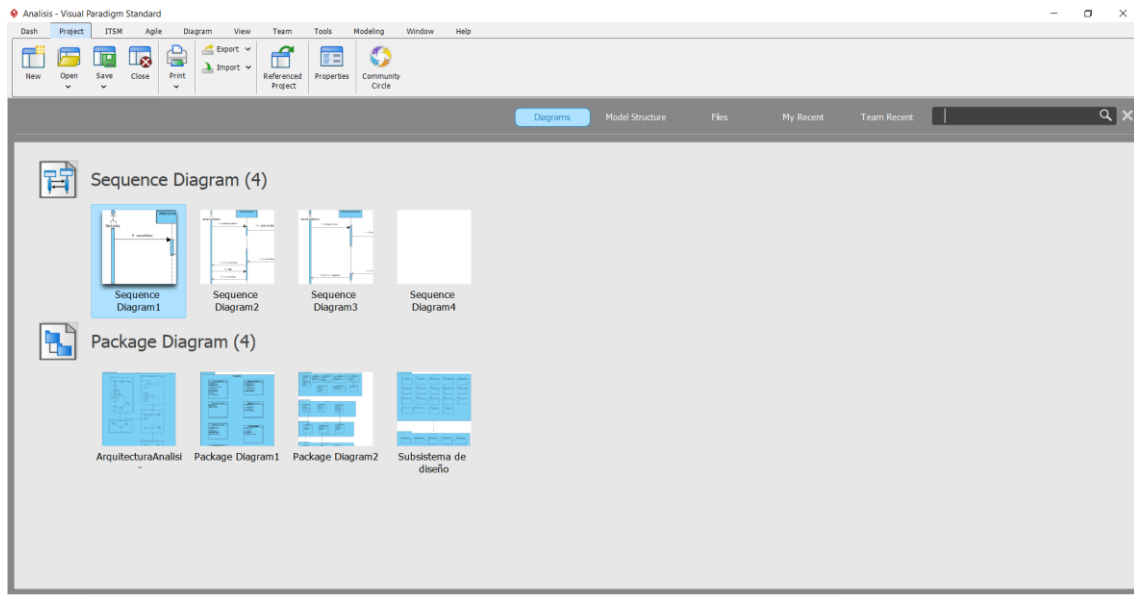 Analisis - Visual Paradigm Standard
Dash Project ITSM Agile Diagram View Team Tools Modeling Window Help
Export
Import
New Open Save Close Print Referenced Project Properties Community Circle
Diagrams Model Structure Files My Recent Team Recent
Sequence Diagram (4)
Sequence Diagram1
Sequence Diagram2
Sequence Diagram3
Sequence Diagram4
Package Diagram (4)
ArquitecturaAnalisi
Package Diagram1
Package Diagram2
Subsistema de diseño